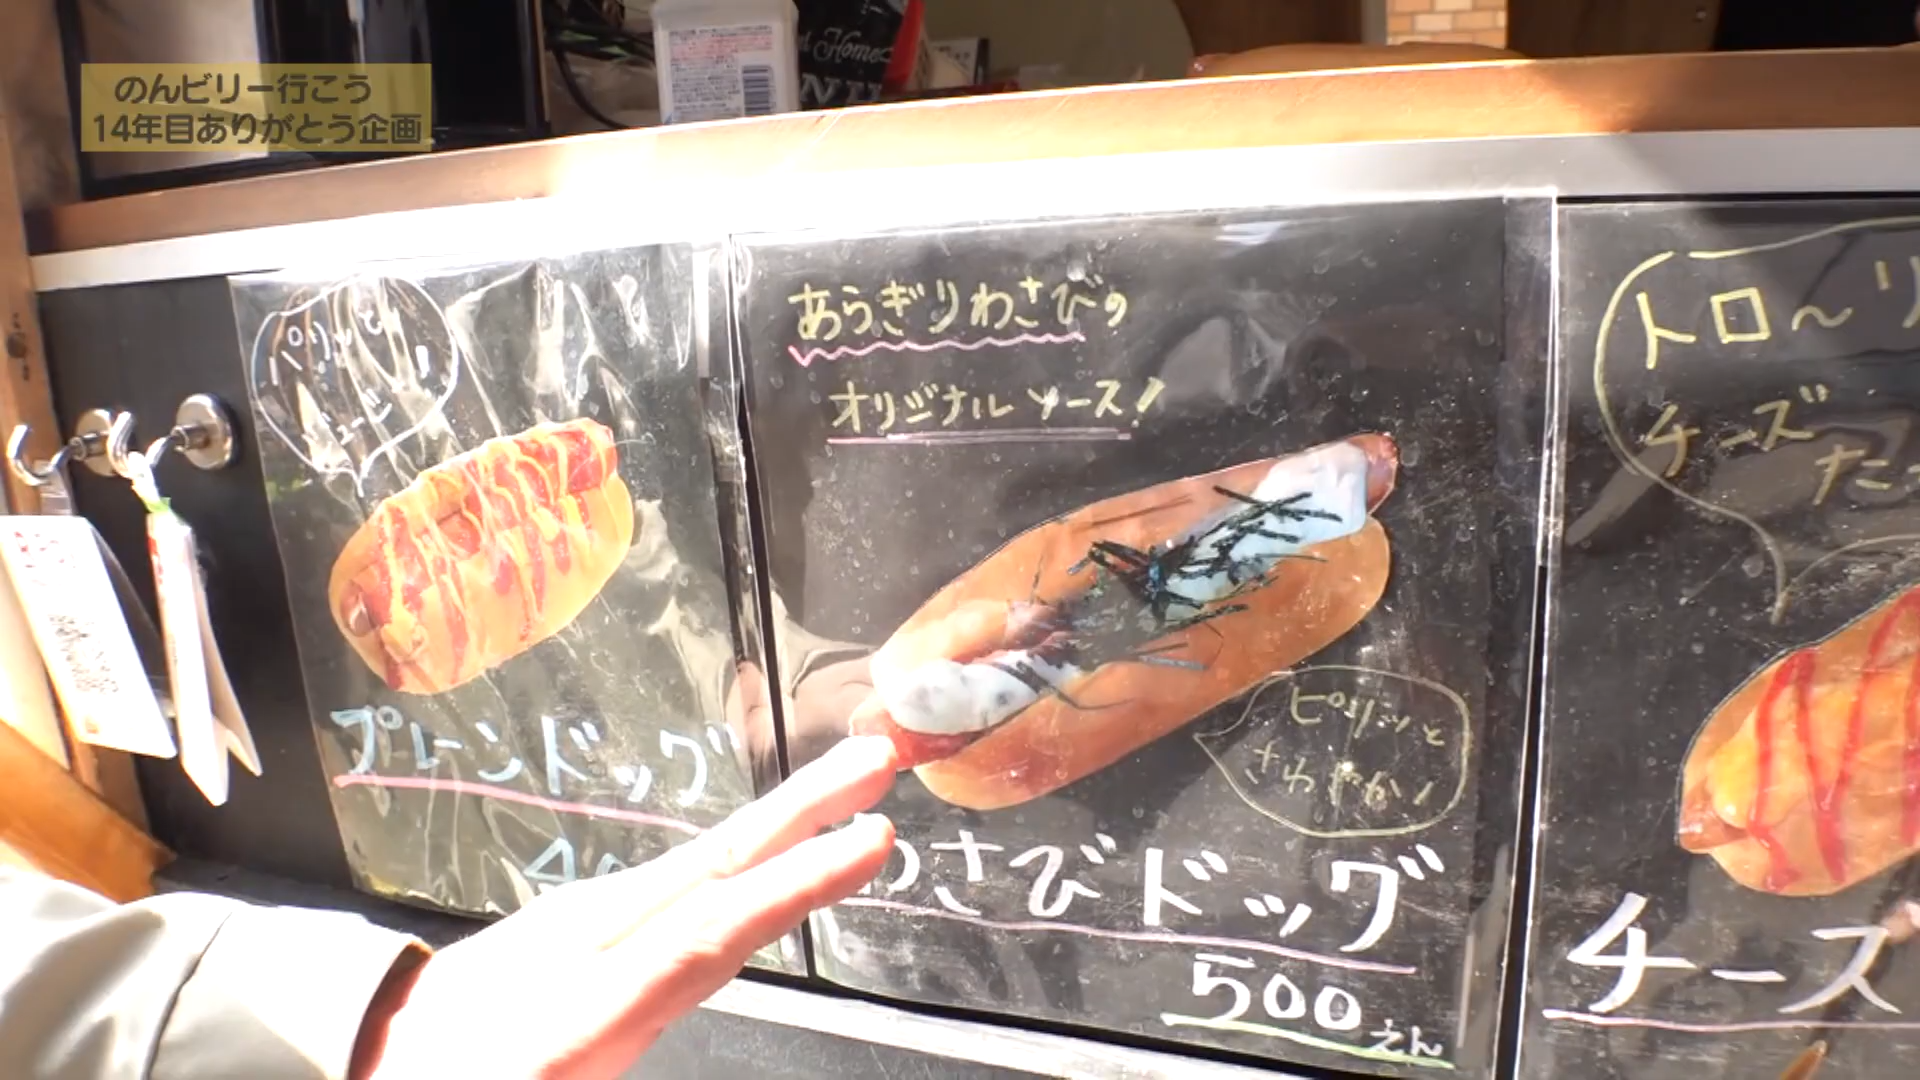 のんビリー行こう
14年目ありがとう企画
Home
パリッと
ジューシー!
プレーンドッグ
あらぎりわさびの
オリジナルソース!
ピリッと
さわやか!
わさびドッグ
500えん
トロ〜リ
チーズ
チーズ